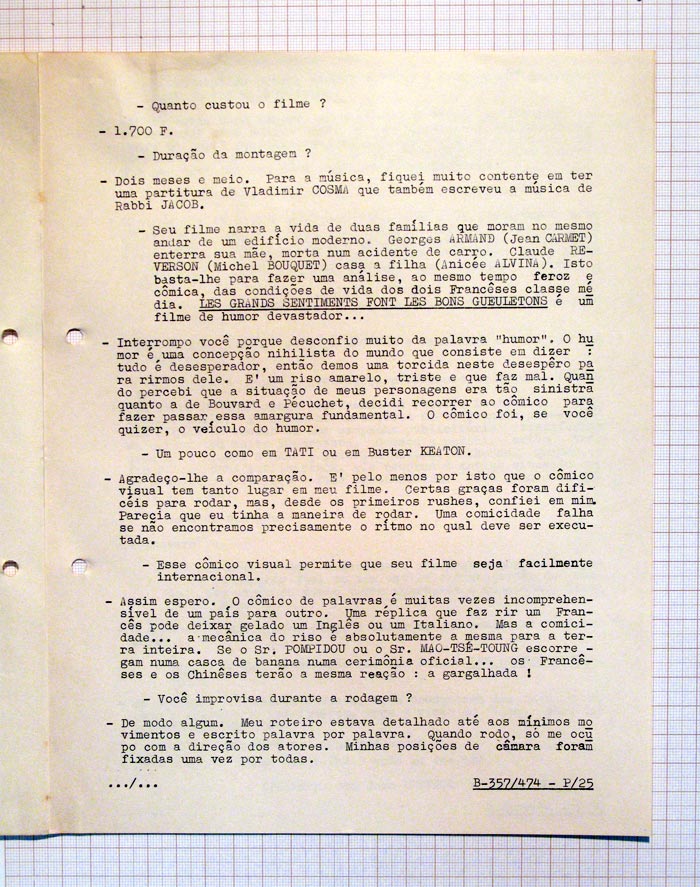 - Quanto custou o filme ?
- 1.700 F.
- Duração da montagem ?
- Dois meses e meio. Para a música, fiquei muito contente em ter
uma partitura de Vladimir COSMA que também escreveu a música de
Rabbi JACOB.
- Seu filme narra a vida de duas famílias que moram no mesmo
andar de um edifício moderno. Georges ARMAND (Jean CARMET)
enterra sua mãe, morta num acidente de carro. Claude RE-
VERSON (Michel BOUQUET) casa a filha (Anicée ALVINA). Isto
basta-lhe para fazer uma análise, ao mesmo tempo feroz e
cômica, das condições de vida dos dois Francêses classe mé
dia. LES GRANDS SENTIMENTS FONT LES BONS GUEULETONS é um
filme de humor devastador...
- Interrompo você porque desconfio muito da palavra "humor". O hu
mor é uma concepção nihilista do mundo que consiste em dizer :
tudo é desesperador, então demos uma torcida neste desespêro pa
ra rirmos dele. E' um riso amarelo, triste e que faz mal. Quan
do percebi que a situação de meus personagens era tão sinistra
quanto a de Bouvard e Pécuchet, decidi recorrer ao cômico para
fazer passar essa amargura fundamental. O cômico foi, se você
quizer, o veículo do humor.
- Um pouco como em TATI ou em Buster KEATON.
- Agradeço-lhe a comparação. E' pelo menos por isto que o cômico
visual tem tanto lugar em meu filme. Certas graças foram difi-
céis para rodar, mas, desde os primeiros rushes, confiei em mim.
Pareçia que eu tinha a maneira de rodar. Uma comicidade falha
se não encontramos precisamente o rítmo no qual deve ser execu-
tada.
- Esse cômico visual permite que seu filme seja facilmente
internacional.
- Assim espero. O cômico de palavras é muitas vezes incomprehen-
sível de um país para outro. Uma réplica que faz rir um Fran-
cês pode deixar gelado um Inglês ou um Italiano. Mas a comici-
dade... a mecânica do riso é absolutamente a mesma para a ter-
ra inteira. Se o Sr. POMPIDOU ou o Sr. MAO-TSÉ-TOUNG escorre -
gam numa casca de banana numa cerimônia oficial... os Francê-
ses e os Chinêses terão a mesma reação : a gargalhada !
- Você improvisa durante a rodagem ?
- De modo algum. Meu roteiro estava detalhado até aos mínimos mo
vimentos e escrito palavra por palavra. Quando rodo, só me ocu
po com a direção dos atores. Minhas posições de câmara foram
fixadas uma vez por todas.
.../...
B-357/474 - P/25